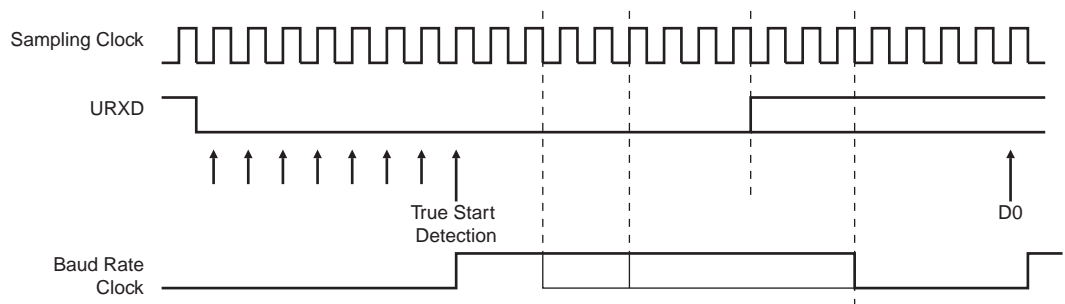 Sampling Clock
URXD
True Start
Detection
D0
Baud Rate
Clock